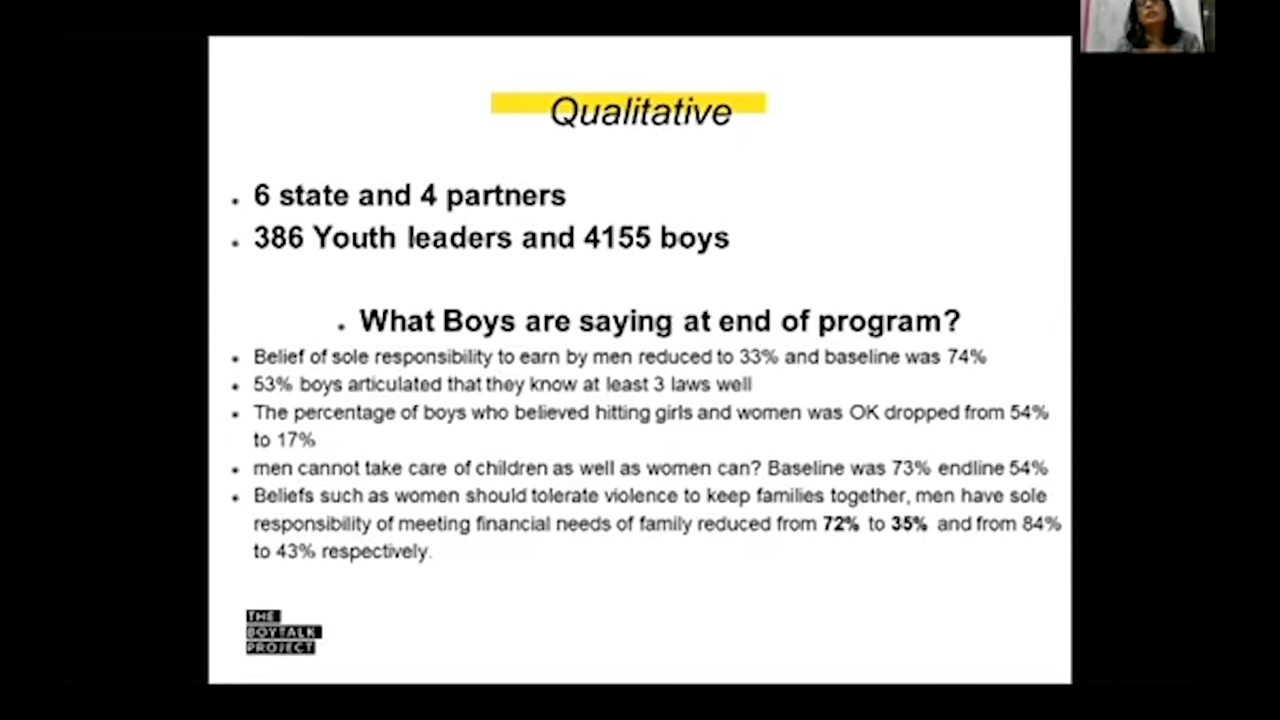 Qualitative
6 state and 4 partners
386 Youth leaders and 4155 boys
What Boys are saying at end of program?
Belief of sole responsibility to earn by men reduced to 33% and baseline was 74%
53% boys articulated that they know at least 3 laws well
The percentage of boys who believed hitting girls and women was OK dropped from 54%
to 17%
men cannot take care of children as well as women can? Baseline was 73% endline 54%
Beliefs such as women should tolerate violence to keep families together, men have sole
responsibility of meeting financial needs of family reduced from 72% to 35% and from 84%
to 43% respectively.
THE
BOYTALK
PROJECT